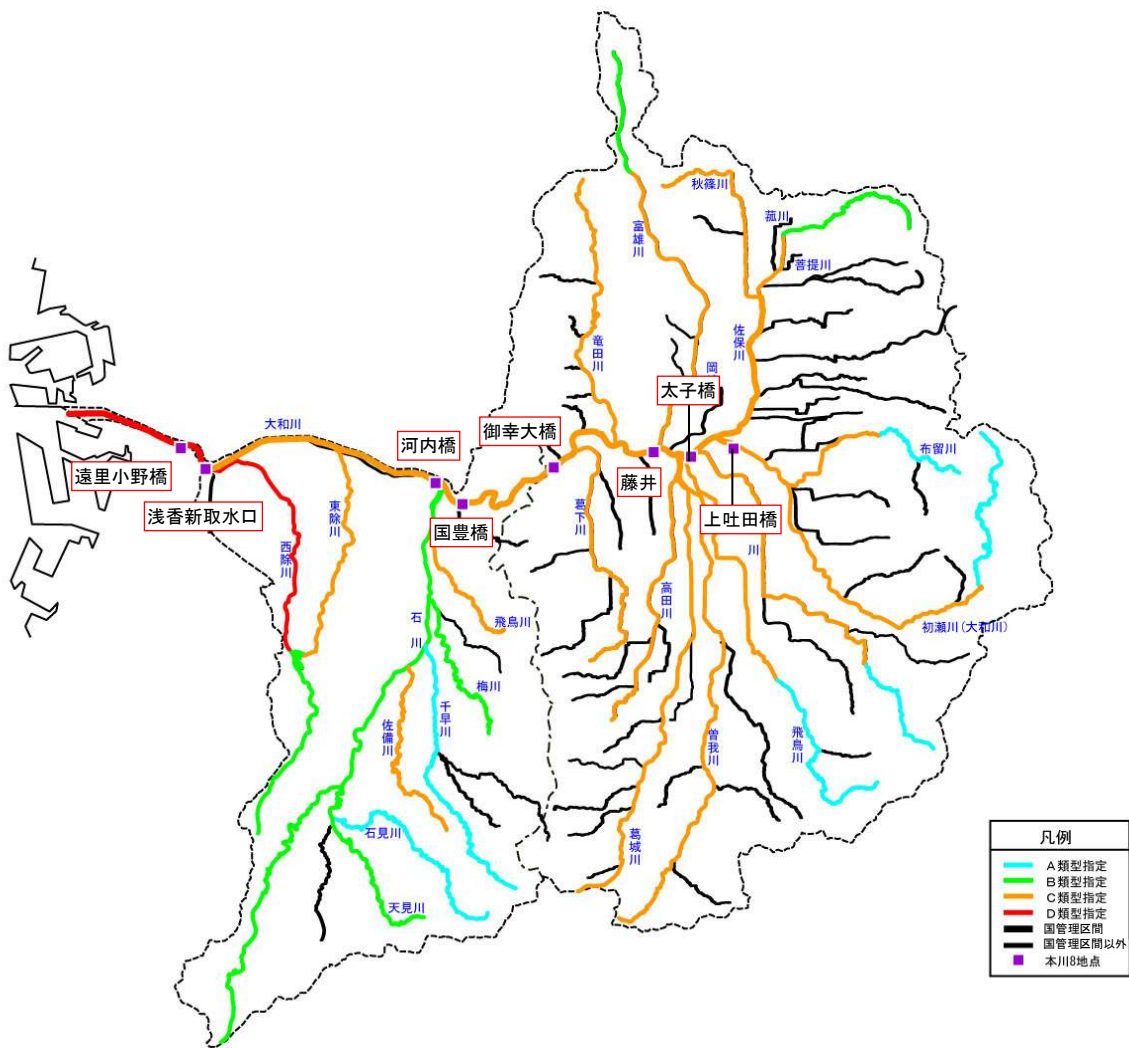 秋篠川
菰川
富雄川
菩提川
佐保川
竜田川
岡
太子橋
大和川
河内橋
御幸大橋
布留川
遠里小野橋
藤井
浅香新取水口
東除川
国豊橋
葛下川
上吐田橋
川
西除川
高田川
石川
飛鳥川
初瀬川(大和川)
梅川
千早川
佐備川
曽我川
飛鳥川
石見川
葛城川
天見川
凡例
A類型指定
B類型指定
C類型指定
D類型指定
国管理区間
国管理区間以外
本川8地点